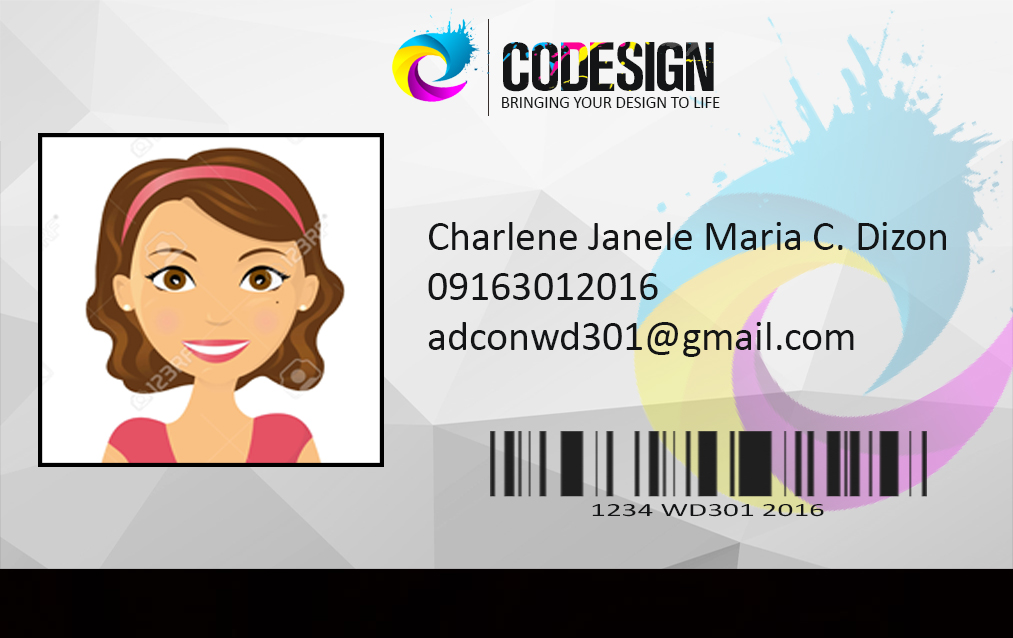 CODESIGN
BRINGING YOUR DESIGN TO LIFE
Charlene Janele Maria C. Dizon
09163012016
adconwd301@gmail.com
1234 WD301 2016